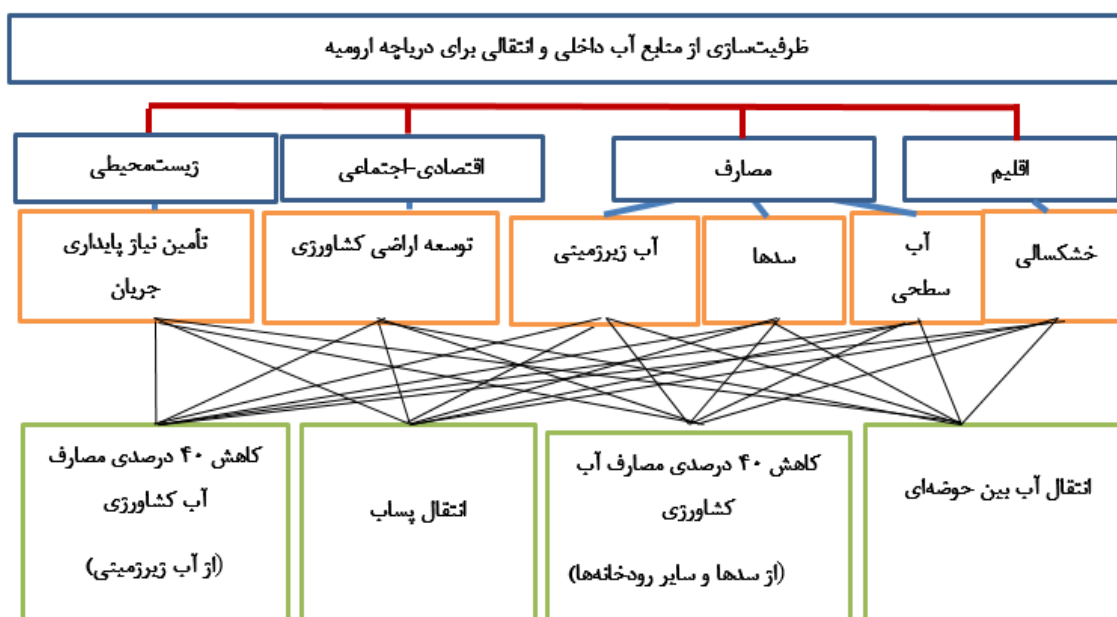 ظرفیت‌سازی از منابع آب داخلی و انتقالی برای دریاچه ارومیه
اقلیم
مصارف
اقتصادی-اجتماعی
زیست‌محیطی
خشکسالی
آب
سطحی
سدها
آب زیرزمینی
توسعه اراضی کشاورزی
تأمین نیاز پایداری
جریان
انتقال آب بین حوضه‌ای
کاهش ۴۰ درصدی مصارف آب
کشاورزی
(از سدها و سایر رودخانه‌ها)
انتقال پساب
کاهش ۴۰ درصدی مصارف
آب کشاورزی
(از آب زیرزمینی)